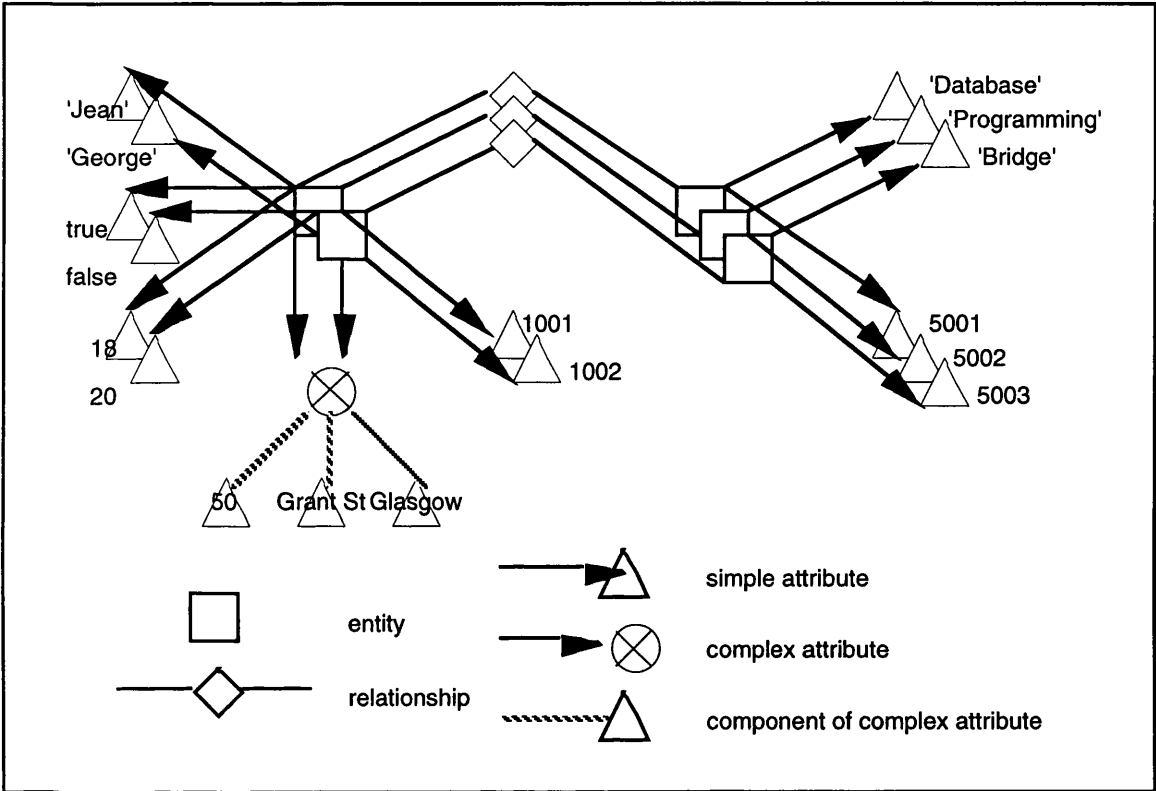 'Jean'
'George'
true
false
18
20
'Database'
'Programming'
'Bridge'
1001
1002
5001
5002
5003
50
Grant St
Glasgow
entity
relationship
simple attribute
complex attribute
component of complex attribute